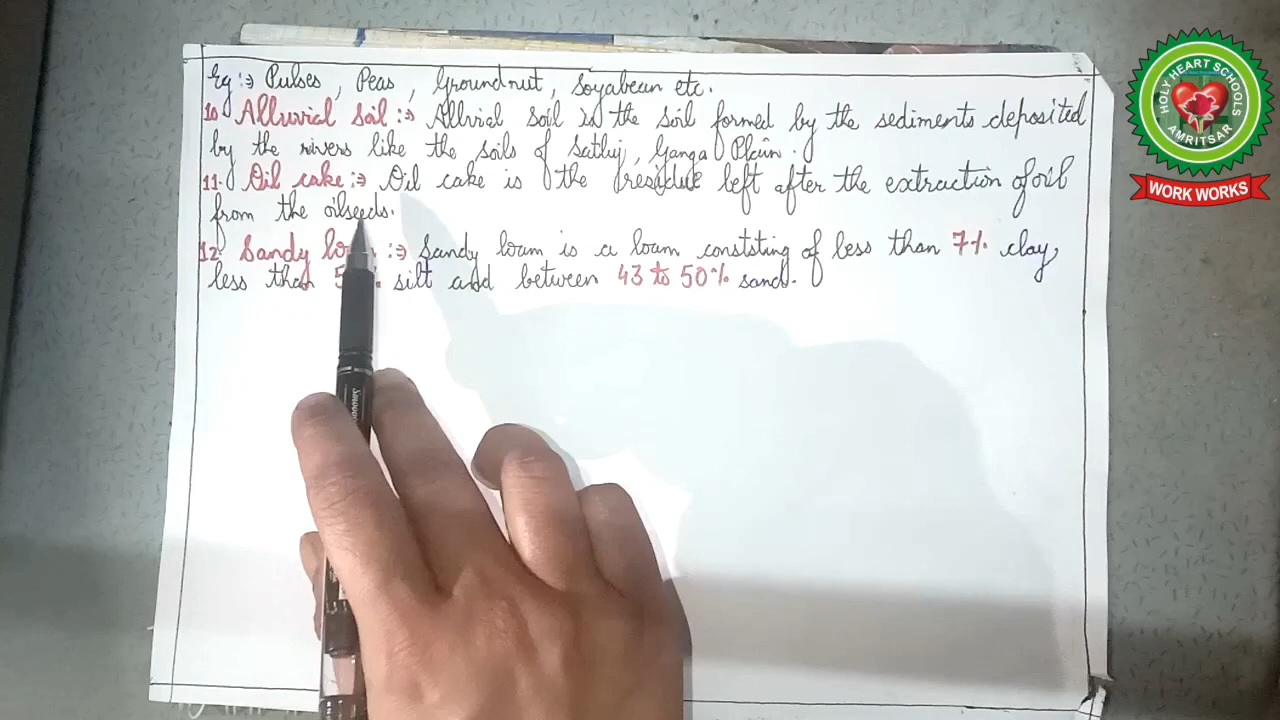 Eg :→ Pulses, Peas, Groundnut, Soyabean etc.
10. Alluvial soil :→ Alluvial soil is the soil formed by the sediments deposited
by the rivers like the soils of Satluj, Ganga Plain.
11. Oil cake :→ Oil cake is the residue left after the extraction of oil
from the oilseeds.
12. Sandy :→ Sandy loam is a loam consisting of less than 7% clay,
less than silt and between 43 to 50% sand.
HOLY HEART SCHOOLS
AMRITSAR
WORK WORKS